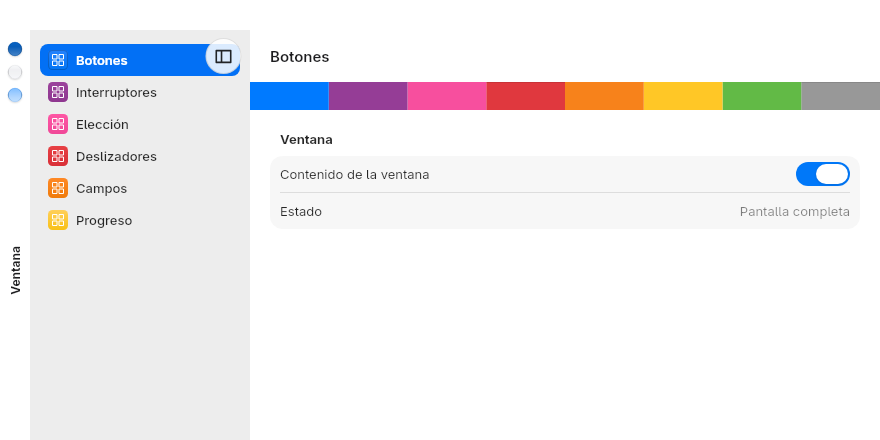 Ventana
Botones
Interruptores
Elección
Deslizadores
Campos
Progreso
Botones
Ventana
Contenido de la ventana
Estado
Pantalla completa